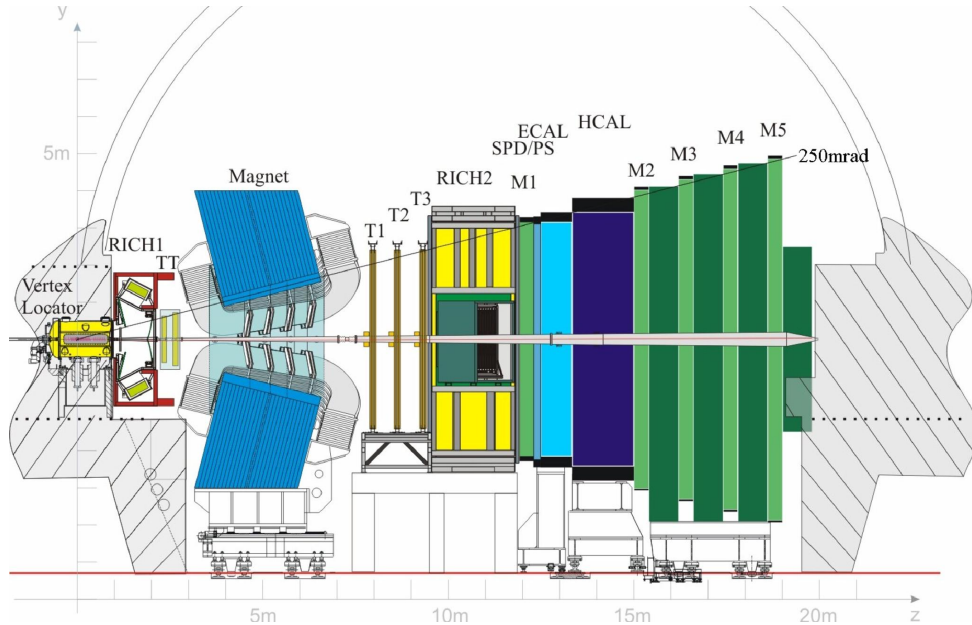 y
5m
Magnet
RICH1
TT
Vertex
Locator
T1
T2
T3
RICH2
SPD/PS
ECAL
HCAL
M1
M2
M3
M4
M5
250mrad
5m
10m
15m
20m
z